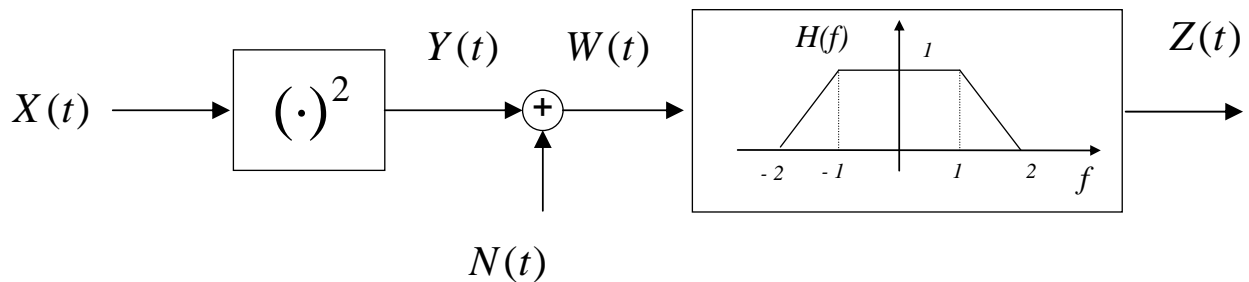 X(t)
(·)²
Y(t)
+
N(t)
W(t)
H(f)
1
- 2
- 1
1
2
f
Z(t)